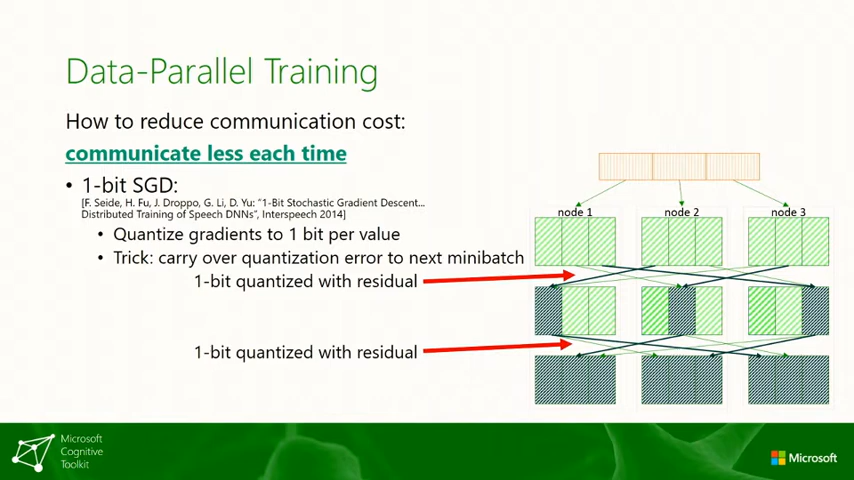 Data-Parallel Training
How to reduce communication cost:
communicate less each time
• 1-bit SGD:
[F. Seide, H. Fu, J. Droppo, G. Li, D. Yu: "1-Bit Stochastic Gradient Descent...
Distributed Training of Speech DNNs", Interspeech 2014]
• Quantize gradients to 1 bit per value
• Trick: carry over quantization error to next minibatch
1-bit quantized with residual
1-bit quantized with residual
node 1 node 2 node 3
Microsoft
Cognitive
Toolkit
Microsoft